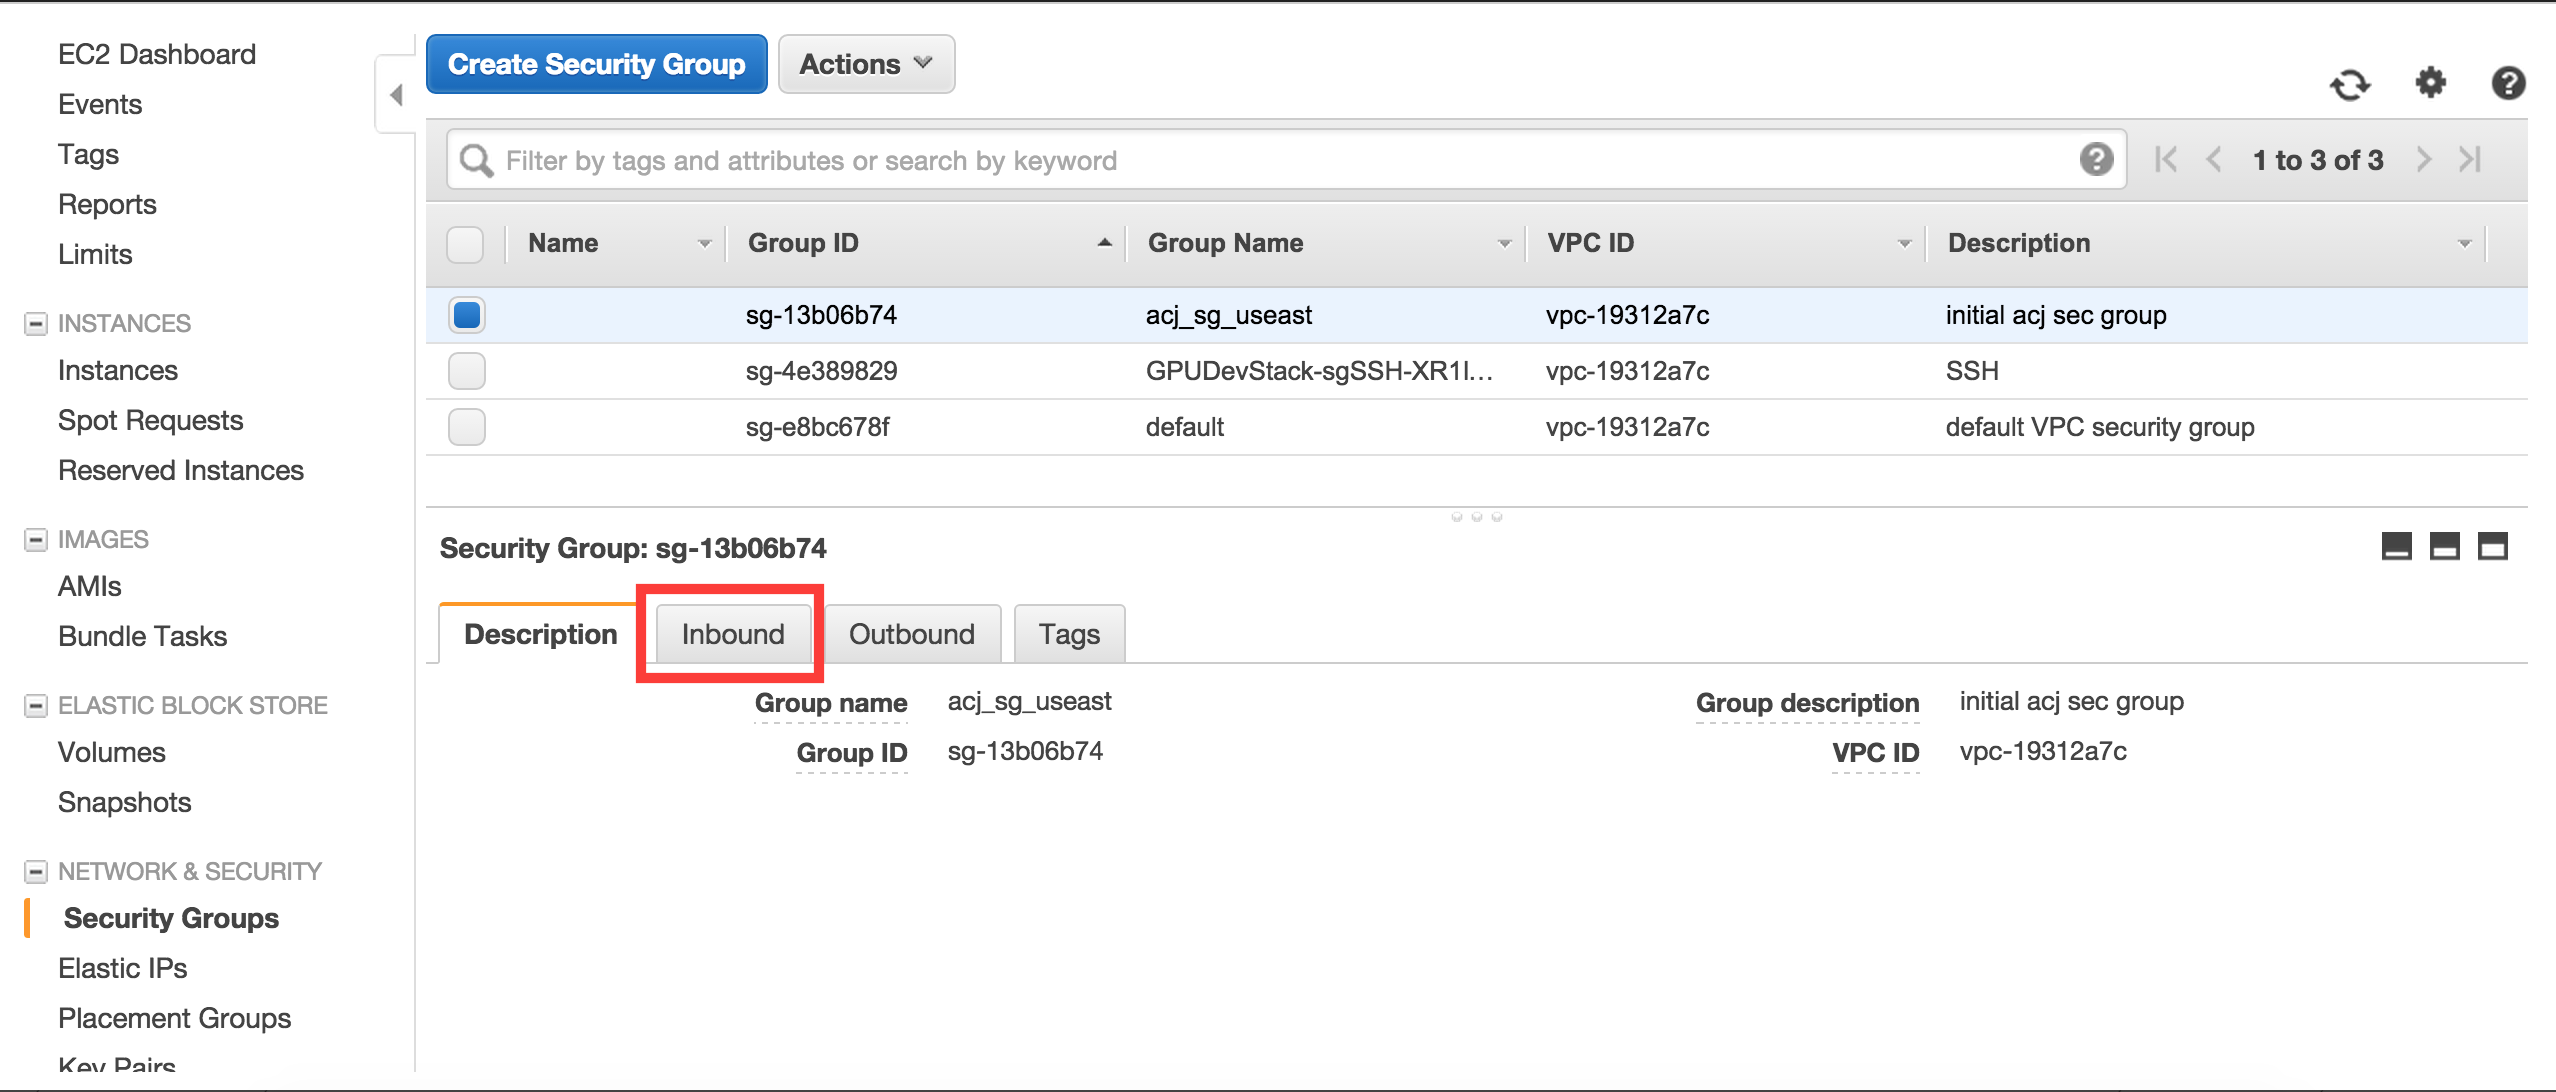 EC2 Dashboard
Events
Tags
Reports
Limits
INSTANCES
Instances
Spot Requests
Reserved Instances
IMAGES
AMIs
Bundle Tasks
ELASTIC BLOCK STORE
Volumes
Snapshots
NETWORK & SECURITY
Security Groups
Elastic IPs
Placement Groups
Key Pairs
Create Security Group Actions
Filter by tags and attributes or search by keyword 1 to 3 of 3
Name Group ID Group Name VPC ID Description
sg-13b06b74 acj_sg_useast vpc-19312a7c initial acj sec group
sg-4e389829 GPUDevStack-sgSSH-XR1I... vpc-19312a7c SSH
sg-e8bc678f default vpc-19312a7c default VPC security group
Security Group: sg-13b06b74
Description Inbound Outbound Tags
Group name acj_sg_useast Group description initial acj sec group
Group ID sg-13b06b74 VPC ID vpc-19312a7c